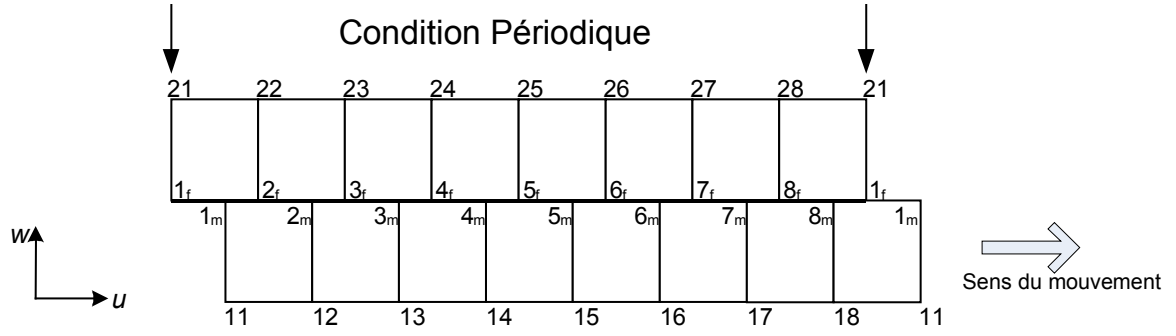 Condition Périodique
21 22 23 24 25 26 27 28 21
1f 2f 3f 4f 5f 6f 7f 8f 1f
1m 2m 3m 4m 5m 6m 7m 8m 1m
w
u
Sens du mouvement
11 12 13 14 15 16 17 18 11